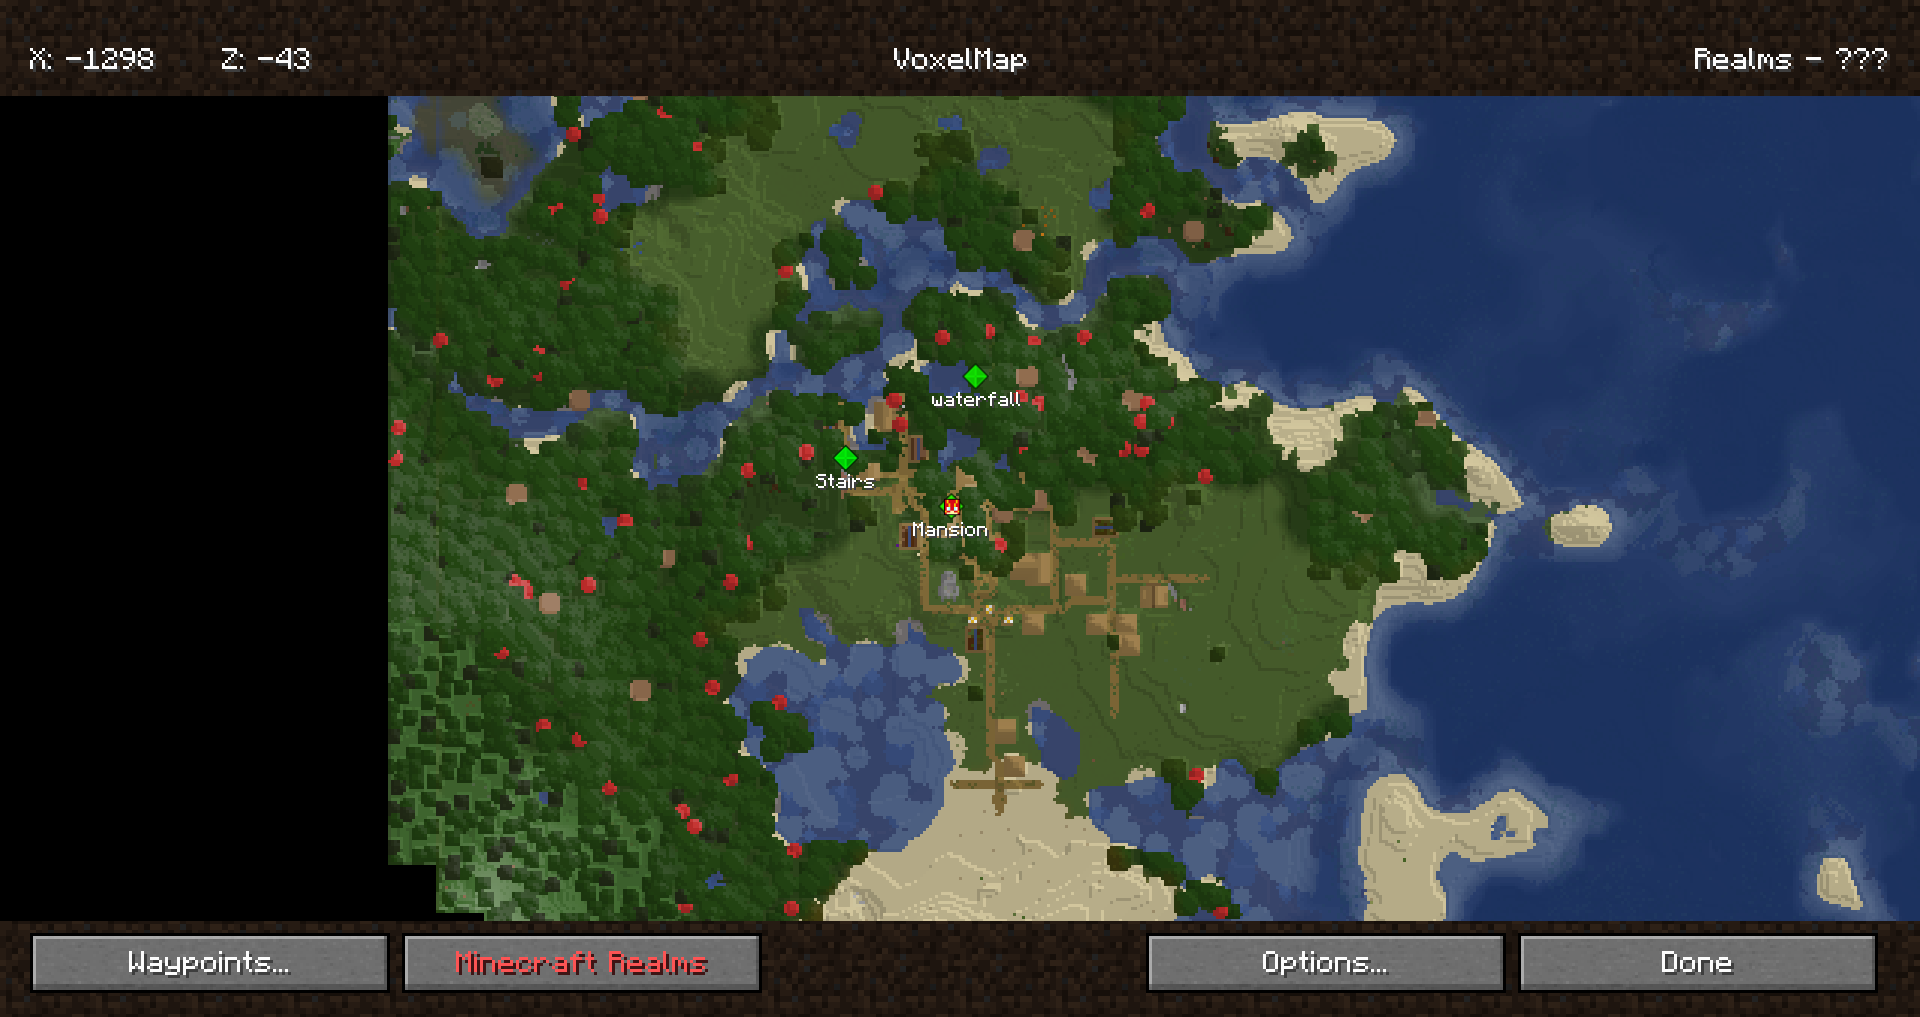 X: -1298 Z: -43 VoxelMap Realms - ???
waterfall
Stairs
Mansion
Waypoints... Minecraft Realms Options... Done